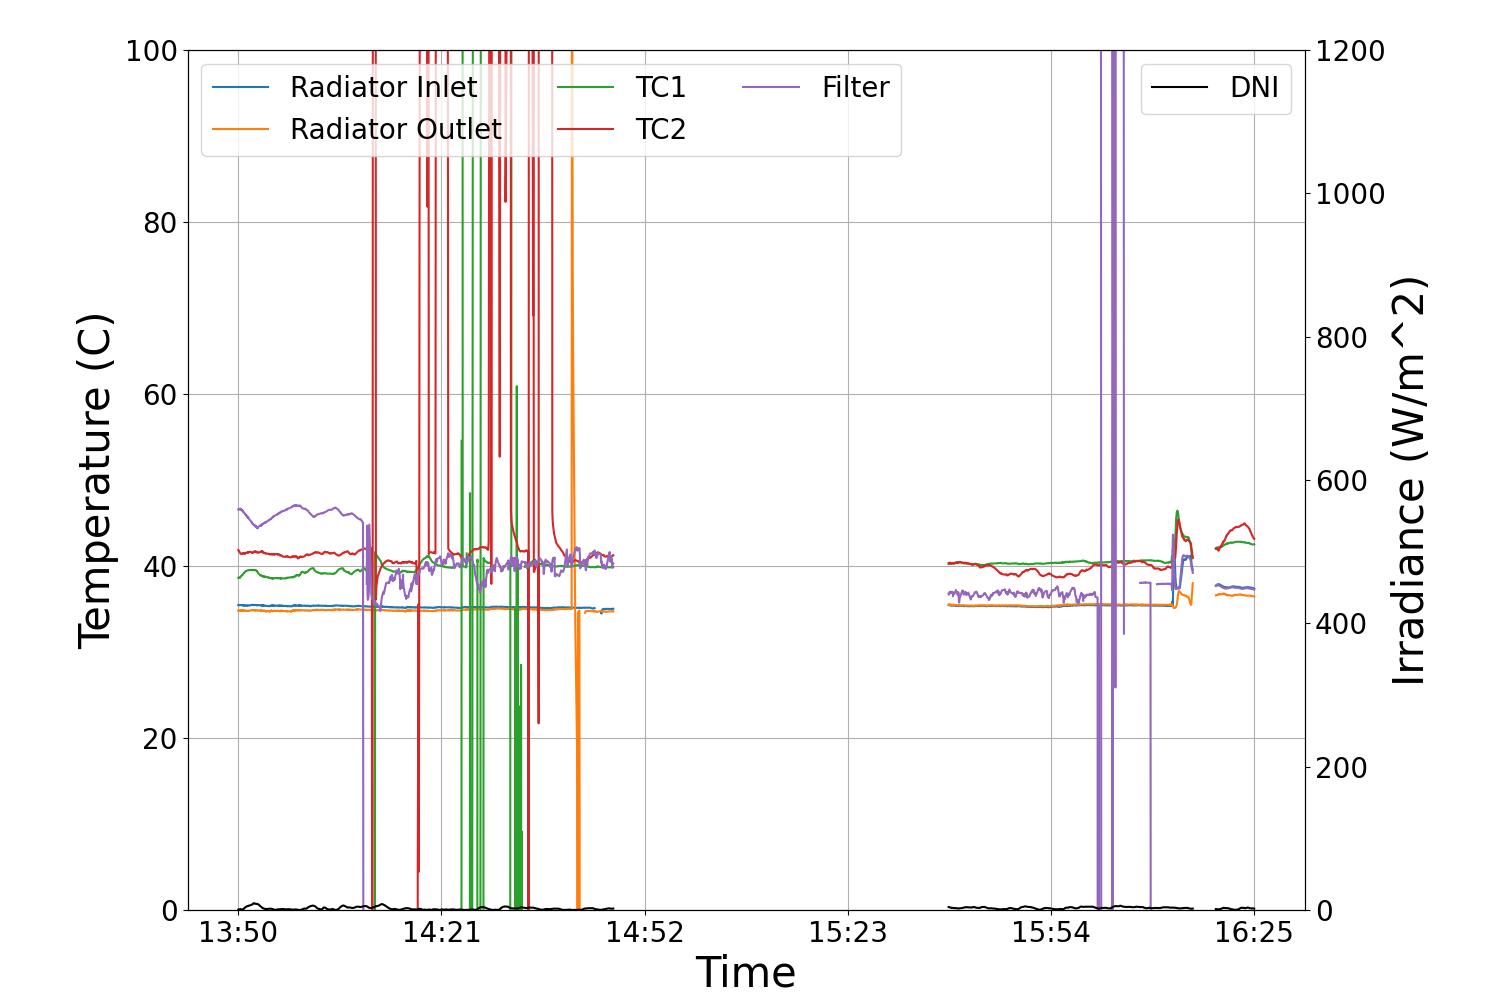 100
80
60
40
20
0
Temperature (C)
Radiator Inlet
Radiator Outlet
TC1
TC2
Filter
DNI
1200
1000
800
600
400
200
0
Irradiance (W/m^2)
13:50 14:21 14:52 15:23 15:54 16:25
Time